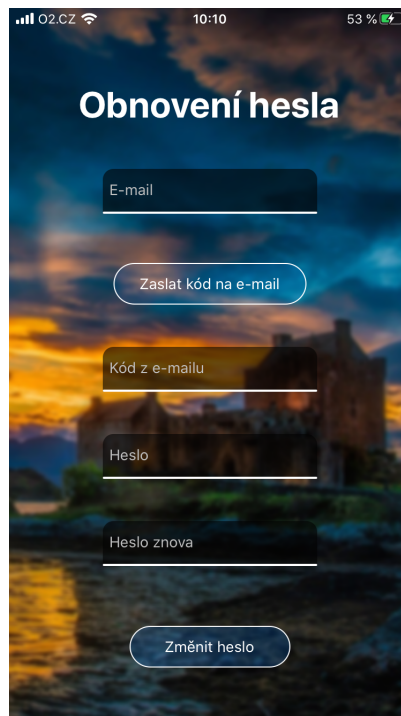 O2.CZ 10:10 53 %
Obnovení hesla
E-mail
Zaslat kód na e-mail
Kód z e-mailu
Heslo
Heslo znova
Změnit heslo